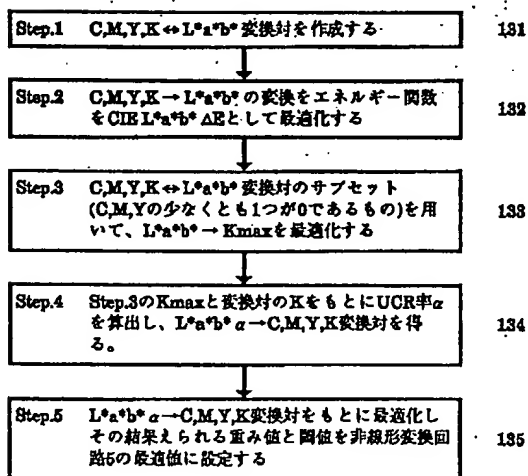 Step.1 C,M,Y,K↔L*a*b*変換対を作成する 131
Step.2 C,M,Y,K→L*a*b*の変換をエネルギー関数 132
をCIE L*a*b* ΔEとして最適化する
Step.3 C,M,Y,K↔L*a*b*変換対のサブセット 133
(C,M,Yの少なくとも1つが0であるもの)を用
いて、L*a*b*→Kmaxを最適化する
Step.4 Step.3のKmaxと変換対のKをもとにUCR率α 134
を算出し、L*a*b* α→C,M,Y,K変換対を得
る。
Step.5 L*a*b* α→C,M,Y,K変換対をもとに最適化し 135
その結果えられる重み値と閾値を非線形変換回
路5の最適値に設定する